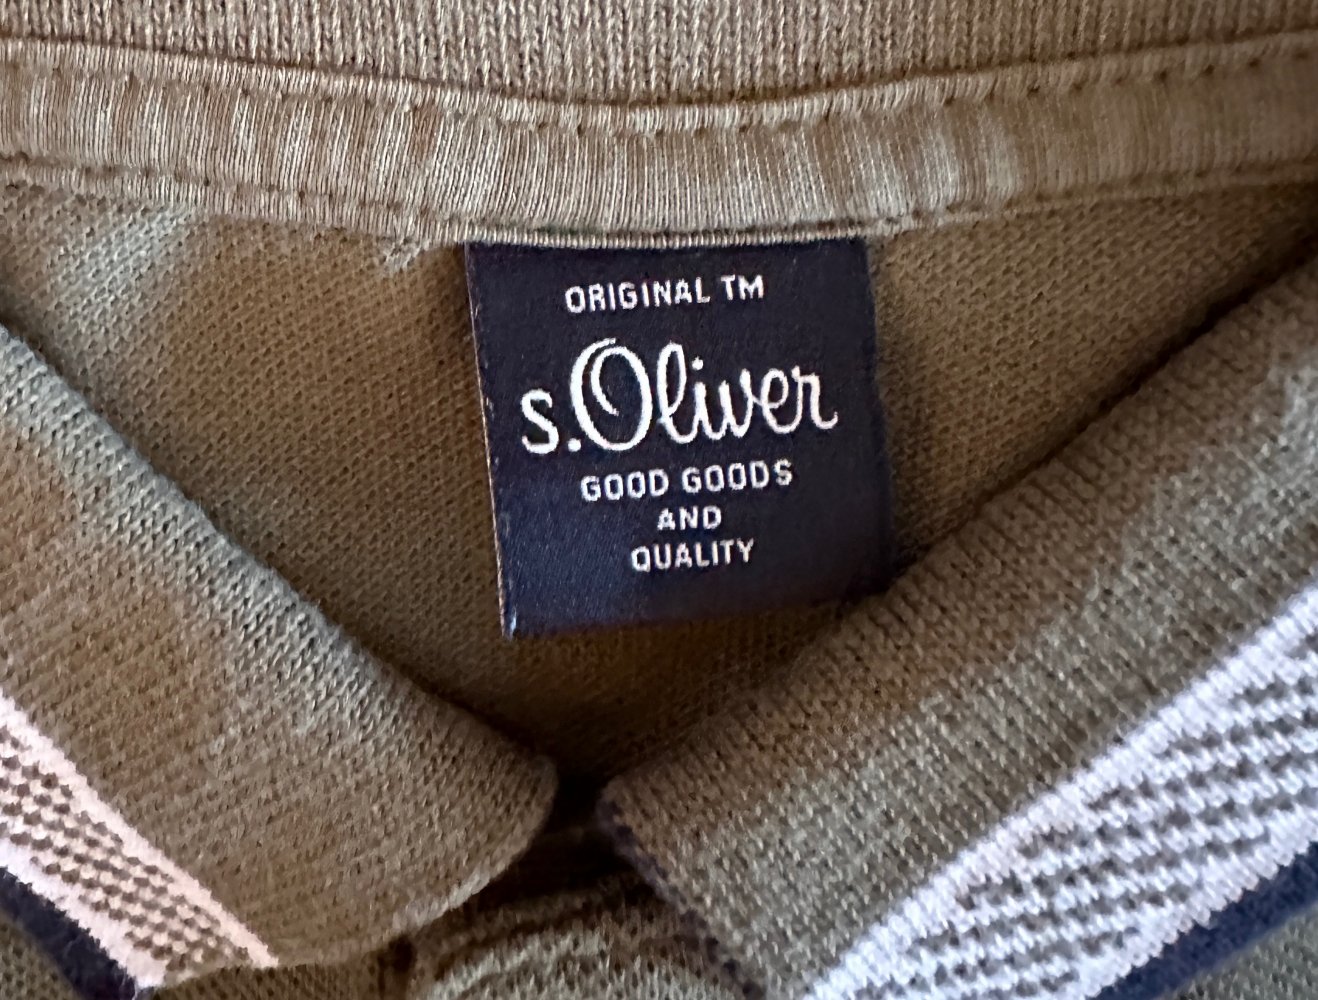 ORIGINAL TM
s.Oliver
GOOD GOODS
AND
QUALITY